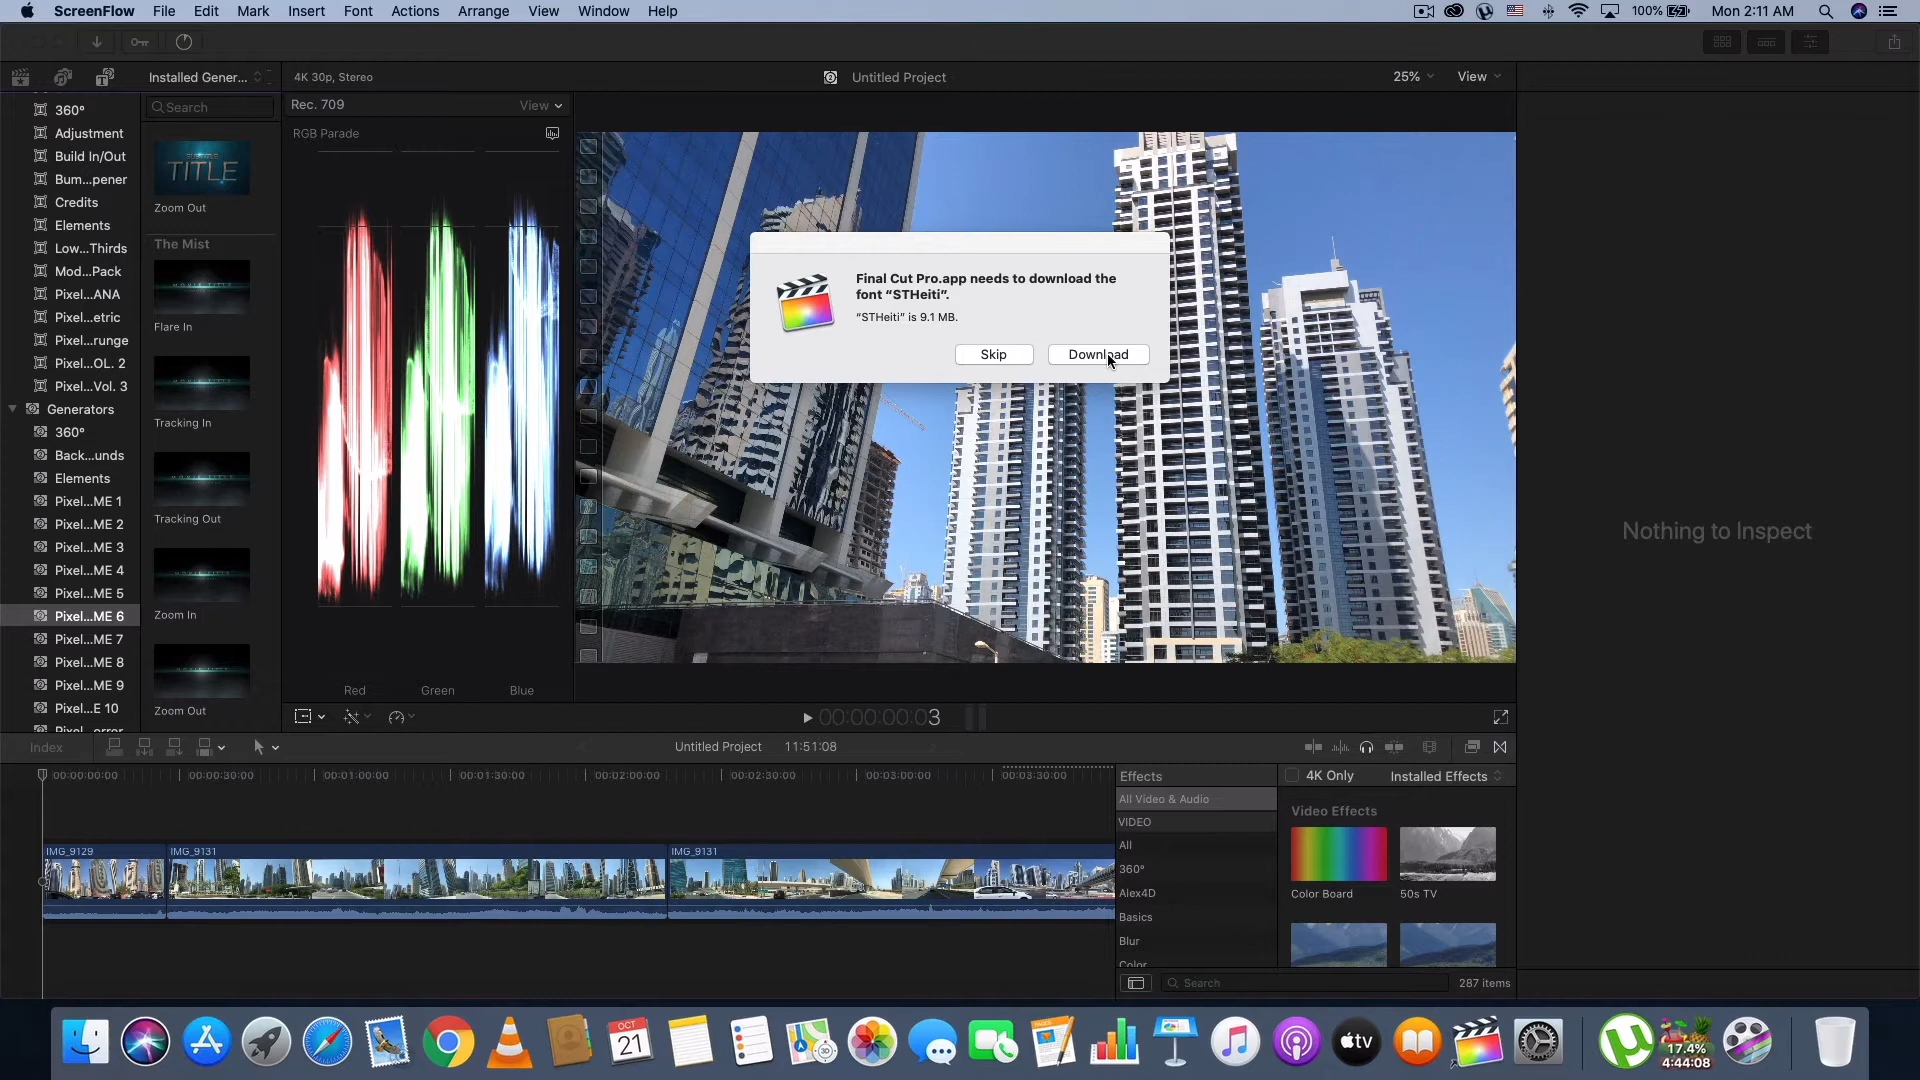 ScreenFlow File Edit Mark Insert Font Actions Arrange View Window Help
100% Mon 2:11 AM
Installed Gener...
4K 30p, Stereo
Untitled Project
25% View
360°
Adjustment
Build In/Out
Bum...pener
Credits
Elements
Low...Thirds
Mod...Pack
Pixel...ANA
Pixel...etric
Pixel...runge
Pixel...OL. 2
Pixel...Vol. 3
Generators
360°
Back...unds
Elements
Pixel...ME 1
Pixel...ME 2
Pixel...ME 3
Pixel...ME 4
Pixel...ME 5
Pixel...ME 6
Pixel...ME 7
Pixel...ME 8
Pixel...ME 9
Pixel...E 10
Search
TITLE
Zoom Out
The Mist
Flare In
Tracking In
Tracking Out
Zoom In
Zoom Out
Rec. 709
View
RGB Parade
Red Green Blue
Final Cut Pro.app needs to download the
font “STHeiti”.
“STHeiti” is 9.1 MB.
Skip Download
Nothing to Inspect
00:00:00:03
Index
Untitled Project 11:51:08
00:00:00:00 00:00:30:00 00:01:00:00 00:01:30:00 00:02:00:00 00:02:30:00 00:03:00:00 00:03:30:00
IMG_9129 IMG_9131 IMG_9131
Effects
4K Only Installed Effects
All Video & Audio
VIDEO
All
360°
Alex4D
Basics
Blur
Color
Video Effects
Color Board 50s TV
Search
287 items
OCT
21
PAGES
3D
tv
17.4%
4:44:08